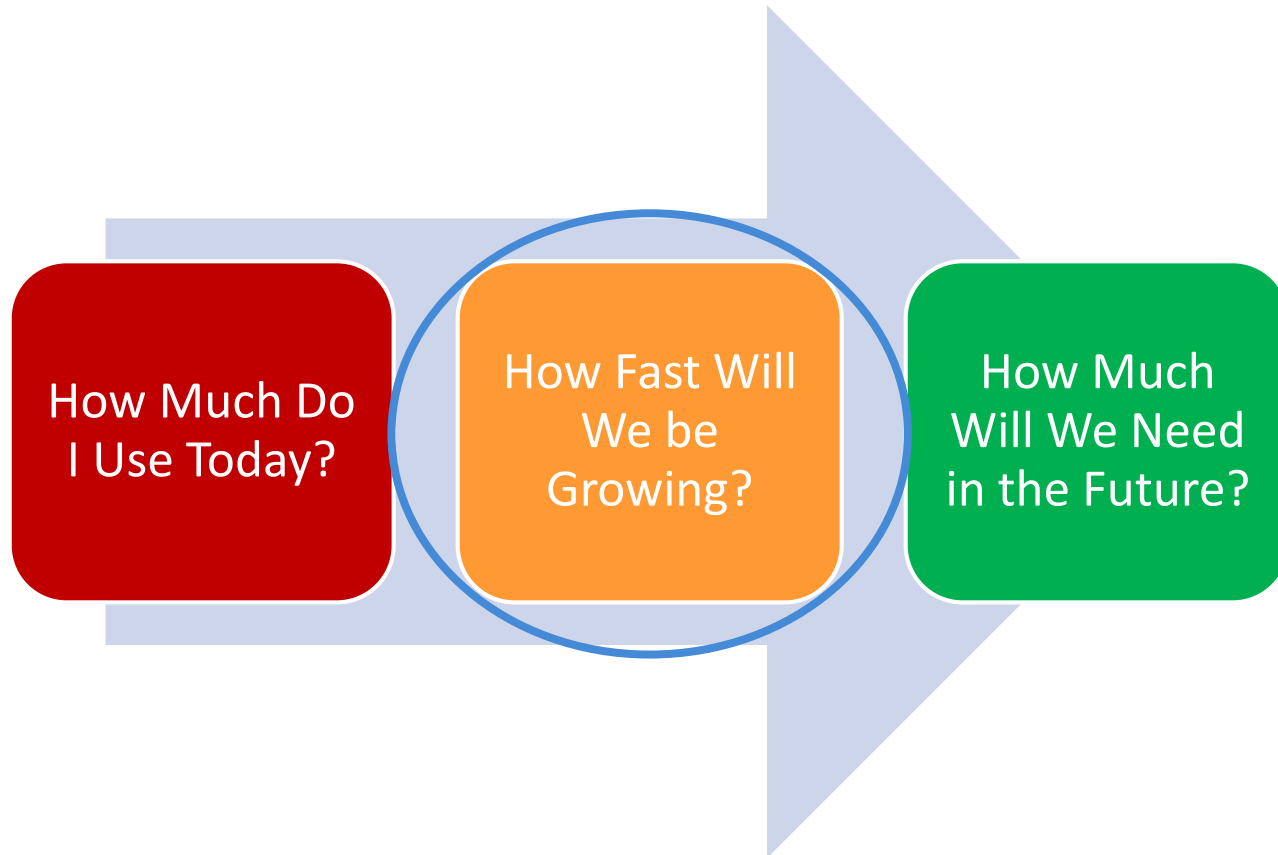 How Much Do
I Use Today?
How Fast Will
We be
Growing?
How Much
Will We Need
in the Future?